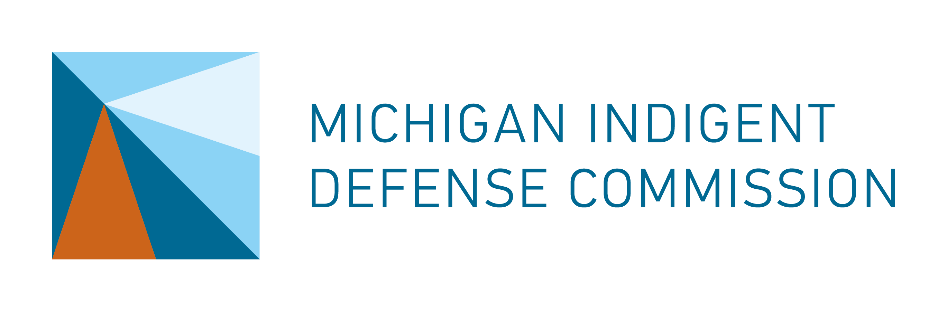 MICHIGAN INDIGENT
DEFENSE COMMISSION